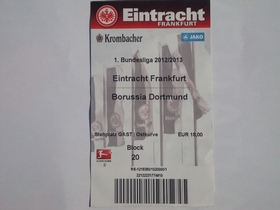 Eintracht
FRANKFURT
Krombacher
JAKO
1. Bundesliga 2012/2013
Eintracht Frankfurt
Borussia Dortmund
Stehplatz GAST Ostkurve EUR 16,00
Block
20